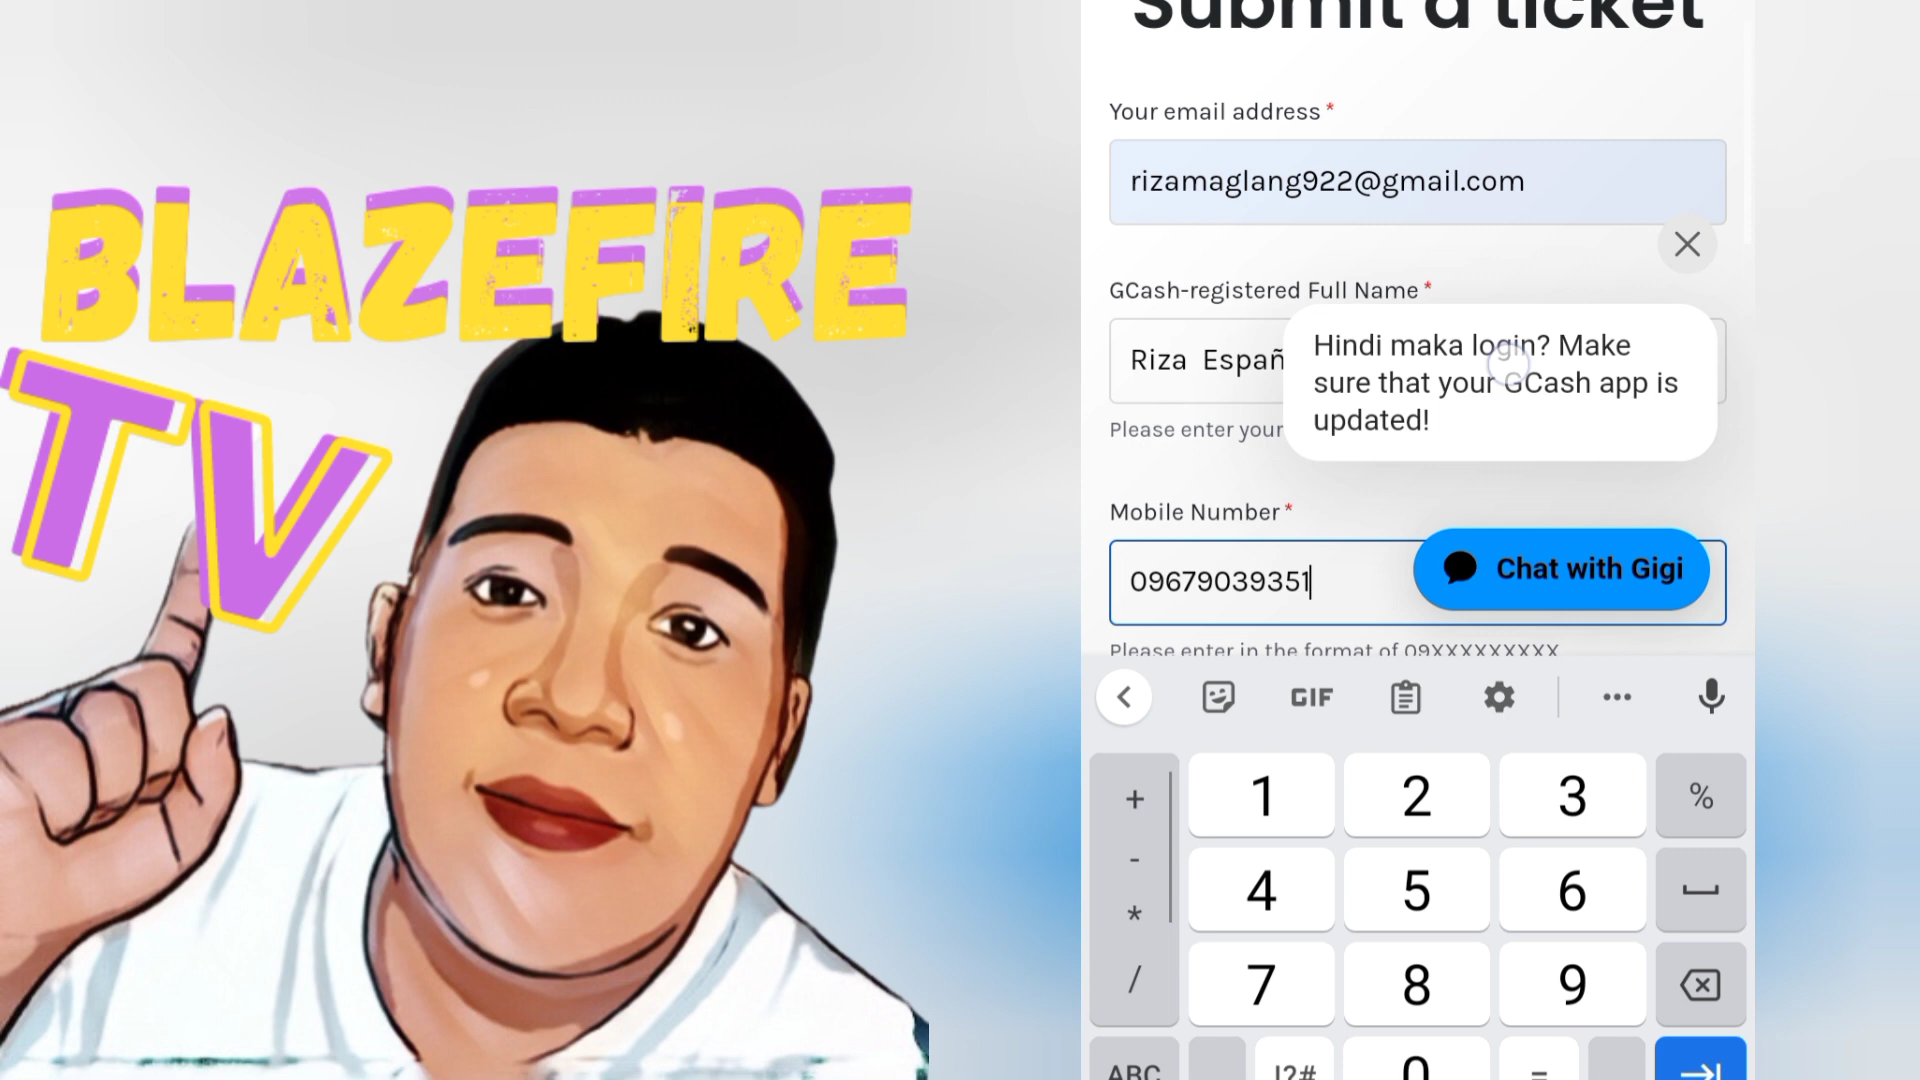 BLAZEFIRE
TV
Submit a ticket
Your email address *
rizamaglang922@gmail.com
GCash-registered Full Name *
Riza Españ
Hindi maka login? Make
sure that your GCash app is
updated!
Please enter your
Mobile Number *
09679039351
Chat with Gigi
Please enter in the format of 09XXXXXXXXX
GIF
+ 1 2 3 %
- 4 5 6
*
/ 7 8 9
ABC !?# 0 =